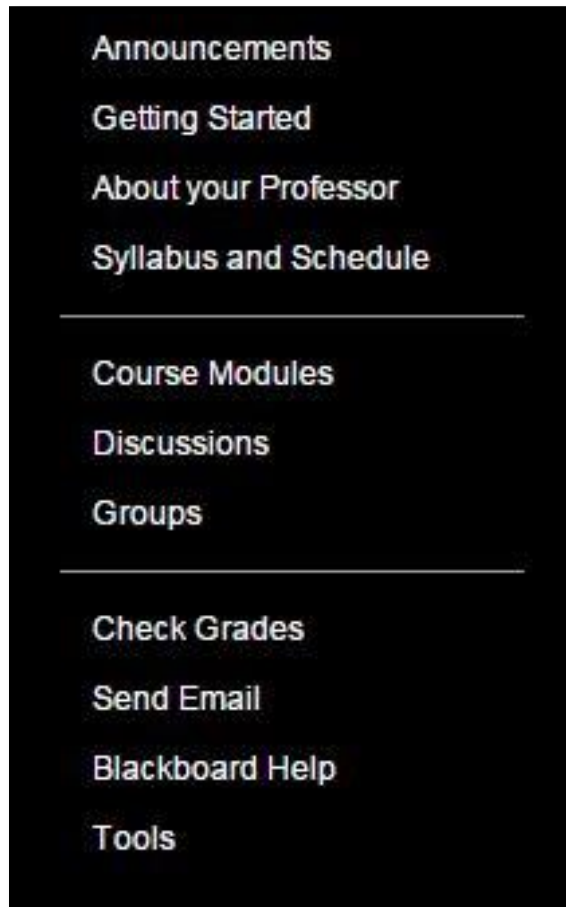 Announcements
Getting Started
About your Professor
Syllabus and Schedule
Course Modules
Discussions
Groups
Check Grades
Send Email
Blackboard Help
Tools